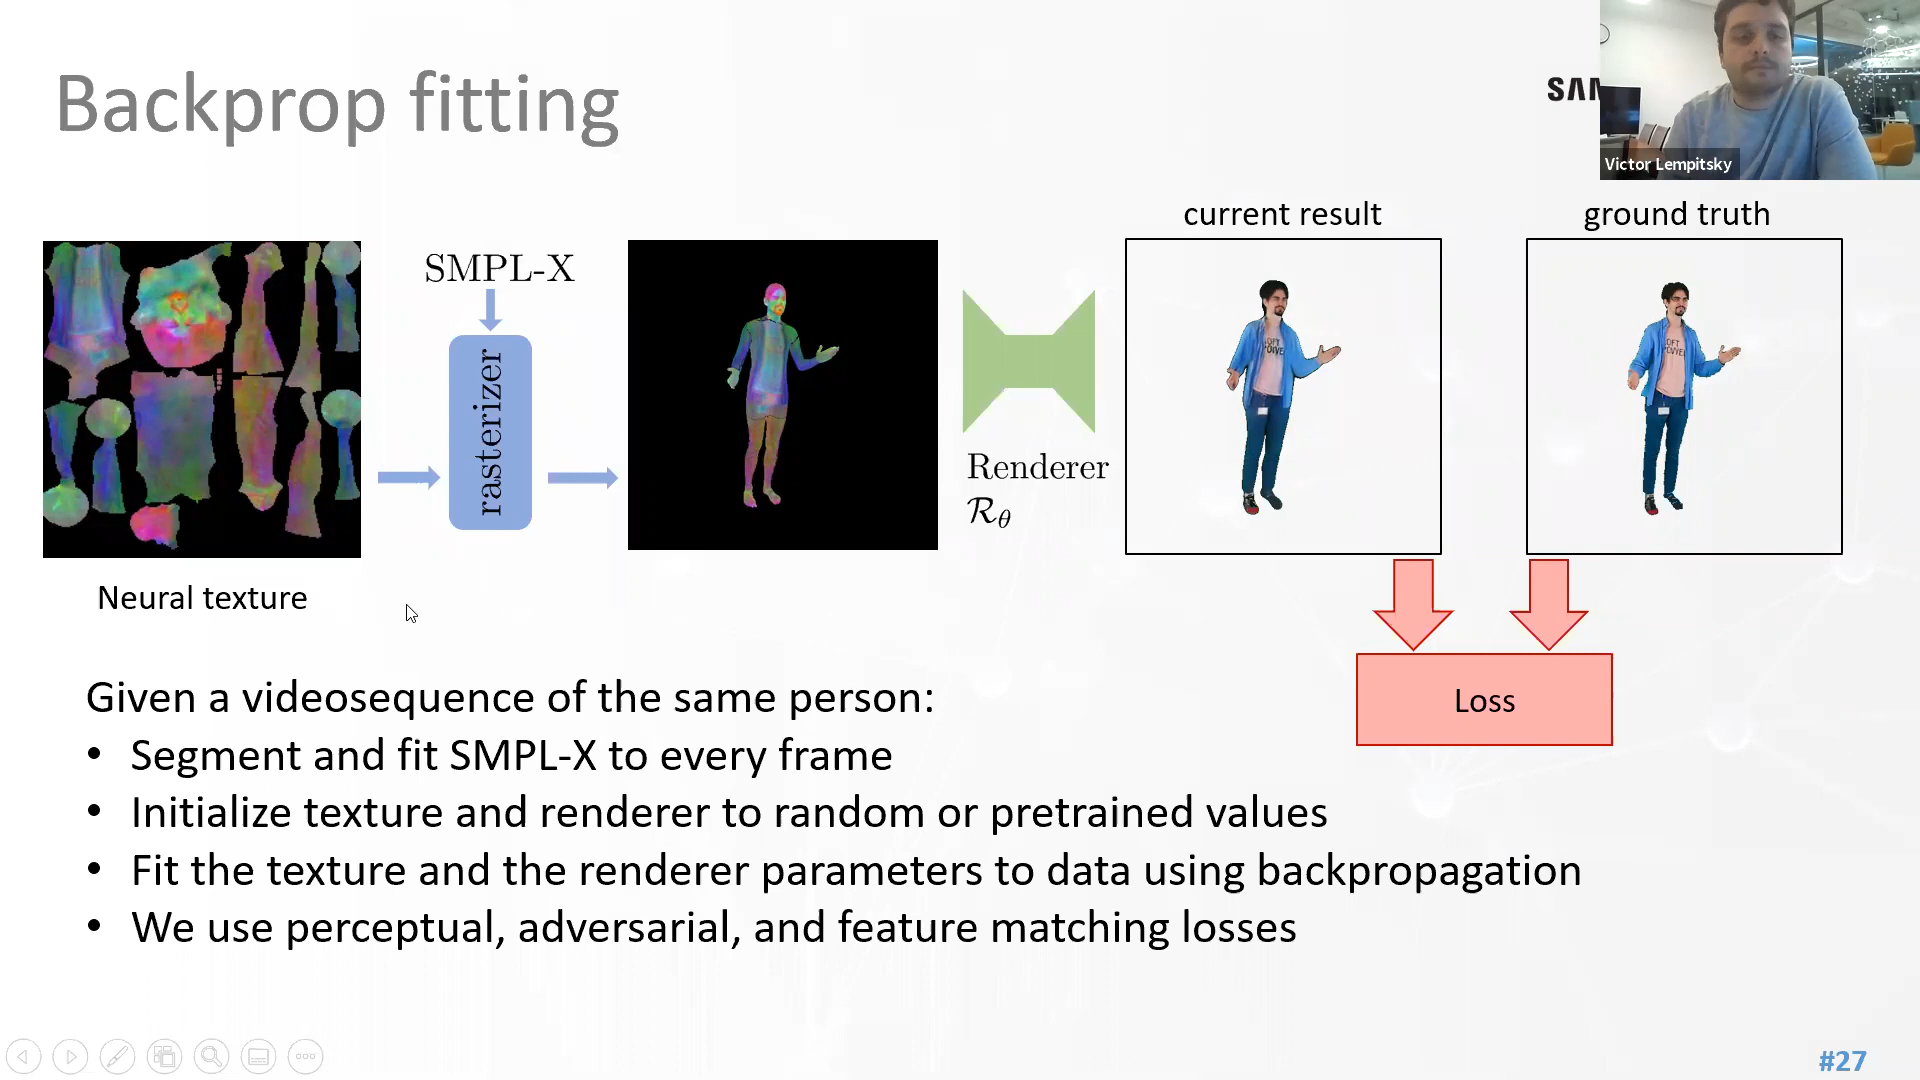 Backprop fitting
SAM
Victor Lempitsky
current result
ground truth
SMPL-X
rasterizer
Renderer
R_θ
Neural texture
Loss
Given a videosequence of the same person:
• Segment and fit SMPL-X to every frame
• Initialize texture and renderer to random or pretrained values
• Fit the texture and the renderer parameters to data using backpropagation
• We use perceptual, adversarial, and feature matching losses
#27